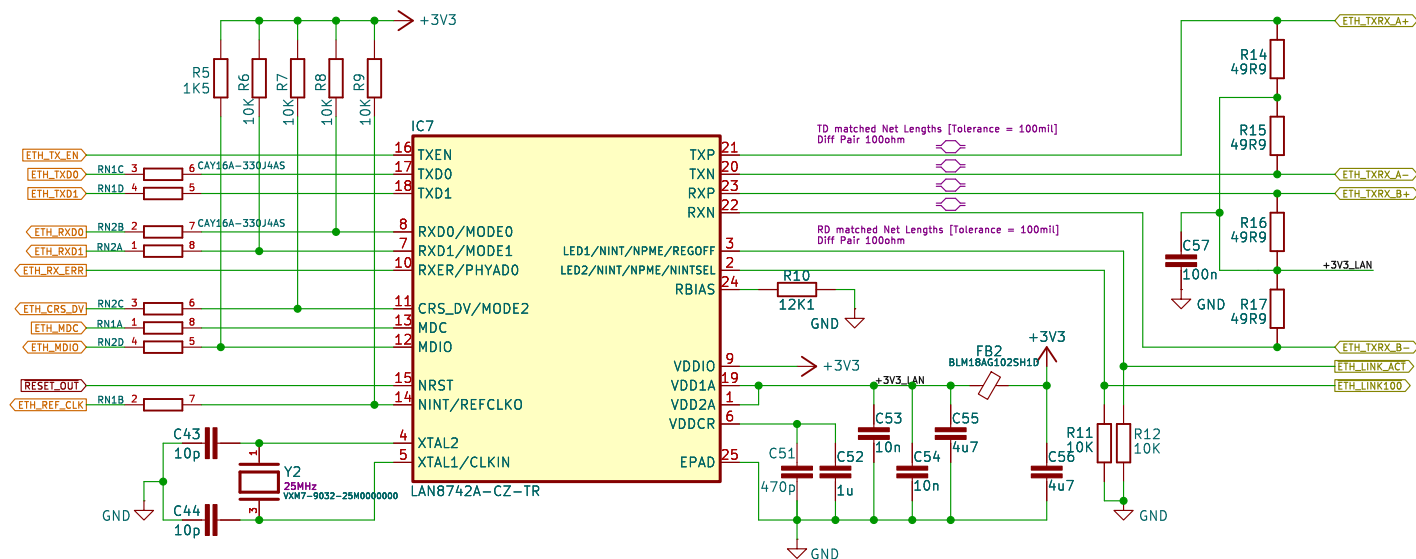 +3V3
ETH_TXRX_A+
R5
1K5
R6
10K
R7
10K
R8
10K
R9
10K
R14
49R9
IC7
TD matched Net Lengths [Tolerance = 100mil]
Diff Pair 100ohm
R15
49R9
ETH_TX_EN
16
TXEN
TXP
21
ETH_TXD0
RN1C
3
6
CAY16A-330J4AS
17
TXD0
TXN
20
ETH_TXRX_A-
ETH_TXD1
RN1D
4
5
18
TXD1
RXP
23
ETH_TXRX_B+
RXN
22
ETH_RXD0
RN2B
2
7
CAY16A-330J4AS
8
RXD0/MODE0
RD matched Net Lengths [Tolerance = 100mil]
Diff Pair 100ohm
R16
49R9
ETH_RXD1
RN2A
1
8
7
RXD1/MODE1
LED1/NINT/NPME/REGOFF
3
C57
100n
GND
ETH_RX_ERR
10
RXER/PHYAD0
LED2/NINT/NPME/NINTSEL
2
+3V3_LAN
RBIAS
24
R10
12K1
GND
ETH_CRS_DV
RN2C
3
6
11
CRS_DV/MODE2
R17
49R9
ETH_MDC
RN1A
1
8
13
MDC
ETH_MDIO
RN2D
4
5
12
MDIO
ETH_TXRX_B-
VDDIO
9
+3V3
FB2
BLM18AG102SH1D
+3V3
ETH_LINK_ACT
RESET_OUT
15
NRST
VDD1A
19
+3V3_LAN
ETH_LINK100
ETH_REF_CLK
RN1B
2
7
14
NINT/REFCLKO
VDD2A
1
VDDCR
6
C53
10n
C55
4u7
R11
10K
R12
10K
C43
10p
4
XTAL2
1
Y2
25MHz
VXM7-9032-25M0000000
3
5
XTAL1/CLKIN
EPAD
25
C51
470p
C52
1u
C54
10n
C56
4u7
LAN8742A-CZ-TR
GND
C44
10p
GND
GND